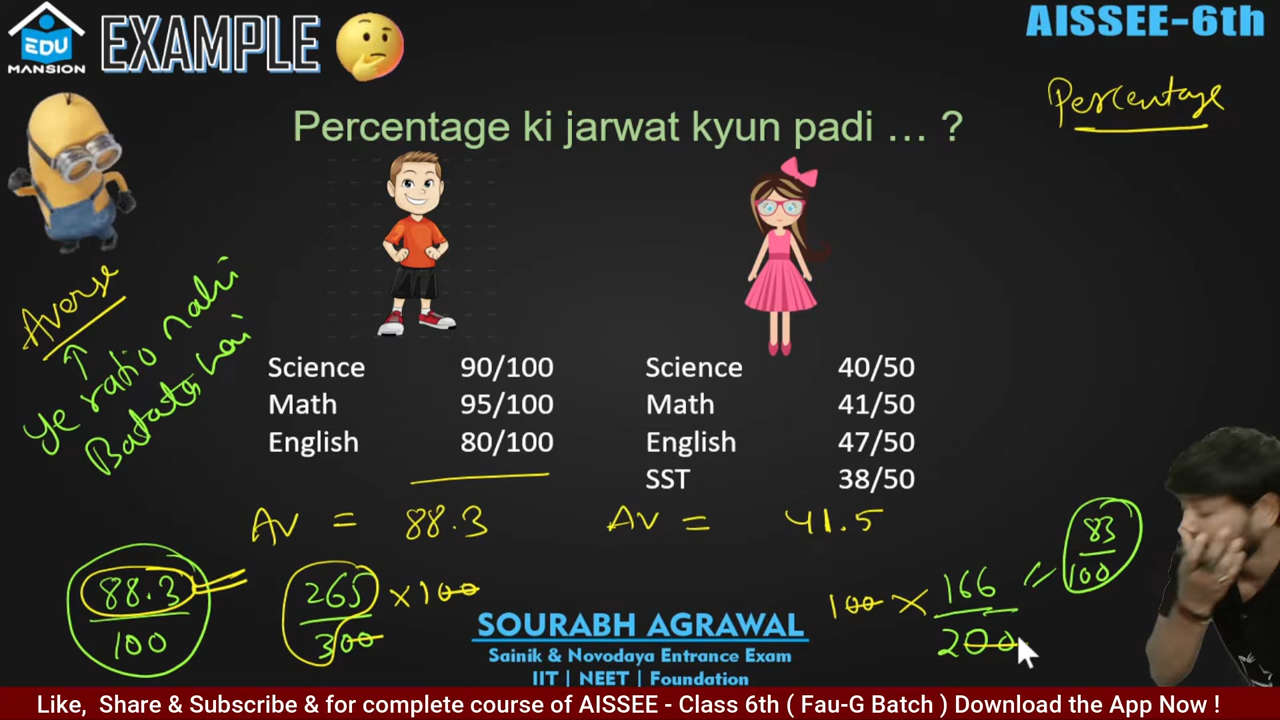 EDU
MANSION
EXAMPLE
AISSEE-6th
Percentage
Percentage ki jarwat kyun padi … ?
Averge
ye ratio nahi
Batata hai
Science 90/100
Math 95/100
English 80/100
Science 40/50
Math 41/50
English 47/50
SST 38/50
AV = 88.3
AV = 41.5
88.3
100
265 × 100
300
100 × 166 = 83
200 100
SOURABH AGRAWAL
Sainik & Novodaya Entrance Exam
IIT | NEET | Foundation
Like, Share & Subscribe & for complete course of AISSEE - Class 6th ( Fau-G Batch ) Download the App Now !